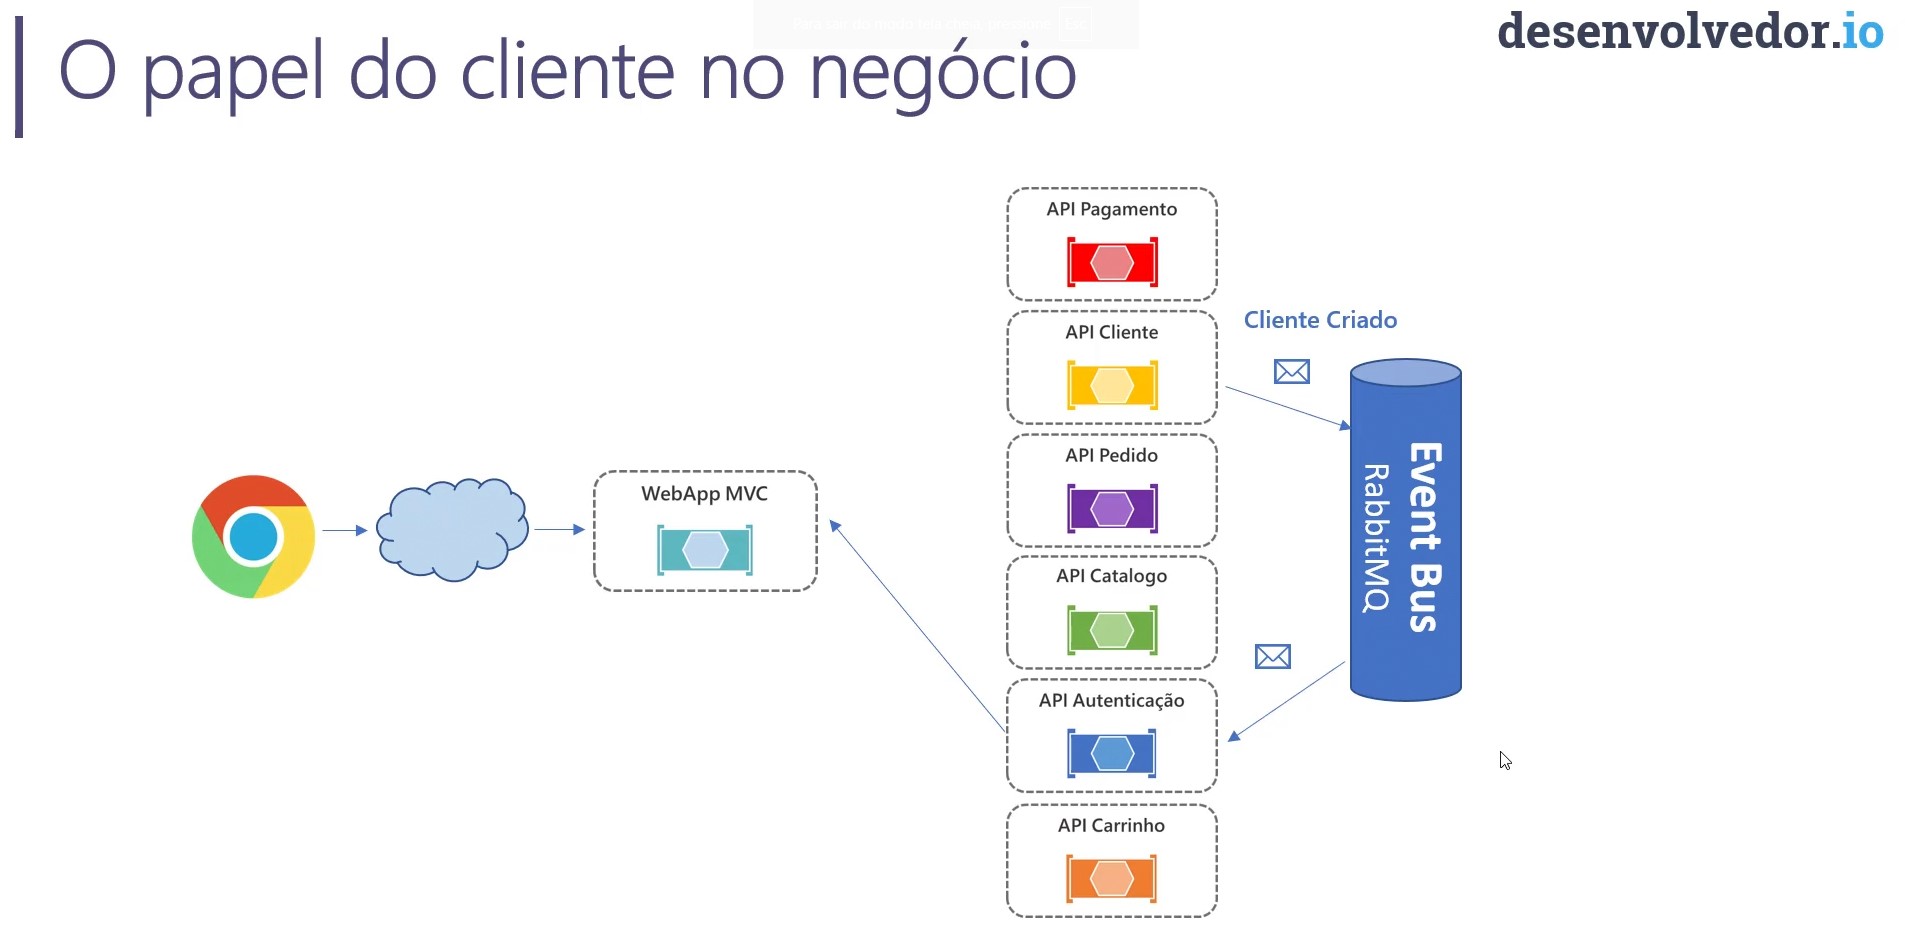 O papel do cliente no negócio
desenvolvedor.io
API Pagamento
API Cliente
Cliente Criado
API Pedido
WebApp MVC
Event Bus
RabbitMQ
API Catalogo
API Autenticação
API Carrinho